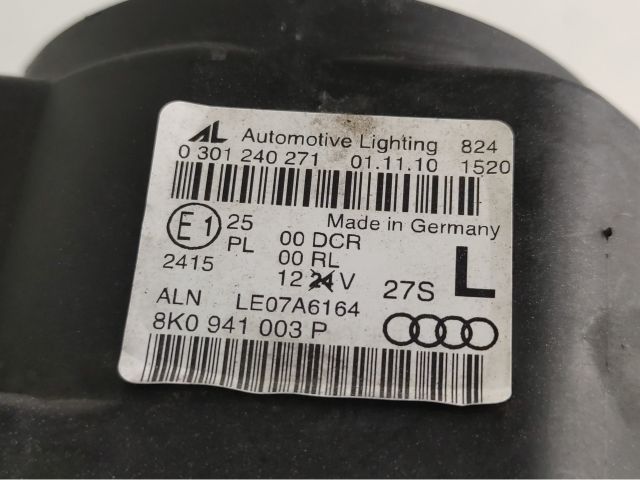 AL Automotive Lighting 824
0 301 240 271 01.11.10 1520
Made in Germany
E1 25 00 DCR
PL 00 RL
2415 12 24 V 27S L
ALN LE07A6164
8K0 941 003 P